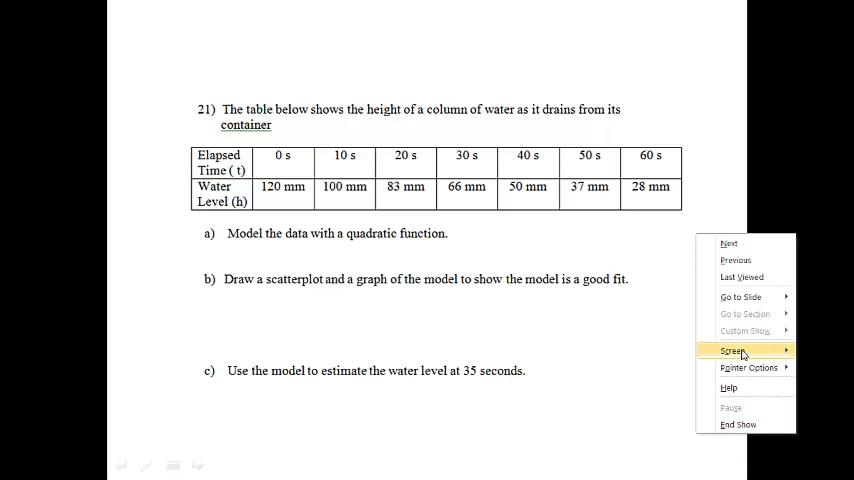 21) The table below shows the height of a column of water as it drains from its
container
Elapsed Time ( t) 0 s 10 s 20 s 30 s 40 s 50 s 60 s
Water Level (h) 120 mm 100 mm 83 mm 66 mm 50 mm 37 mm 28 mm
a) Model the data with a quadratic function.
b) Draw a scatterplot and a graph of the model to show the model is a good fit.
c) Use the model to estimate the water level at 35 seconds.
Next
Previous
Last Viewed
Go to Slide
Go to Section
Custom Show
Screen
Pointer Options
Help
Pause
End Show